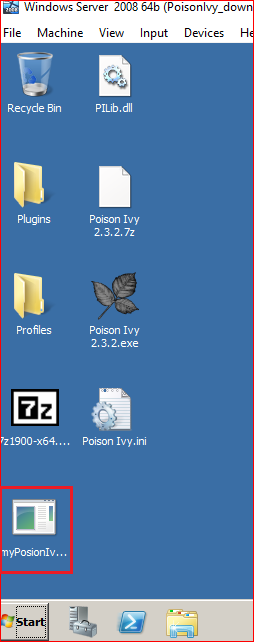 Windows Server 2008 64b (PoisonIvy_down
File Machine View Input Devices He
Recycle Bin
PILib.dll
Plugins
Poison Ivy
2.3.2.7z
Profiles
Poison Ivy
2.3.2.exe
7z
7z1900-x64....
Poison Ivy.ini
myPosionIv...
Start